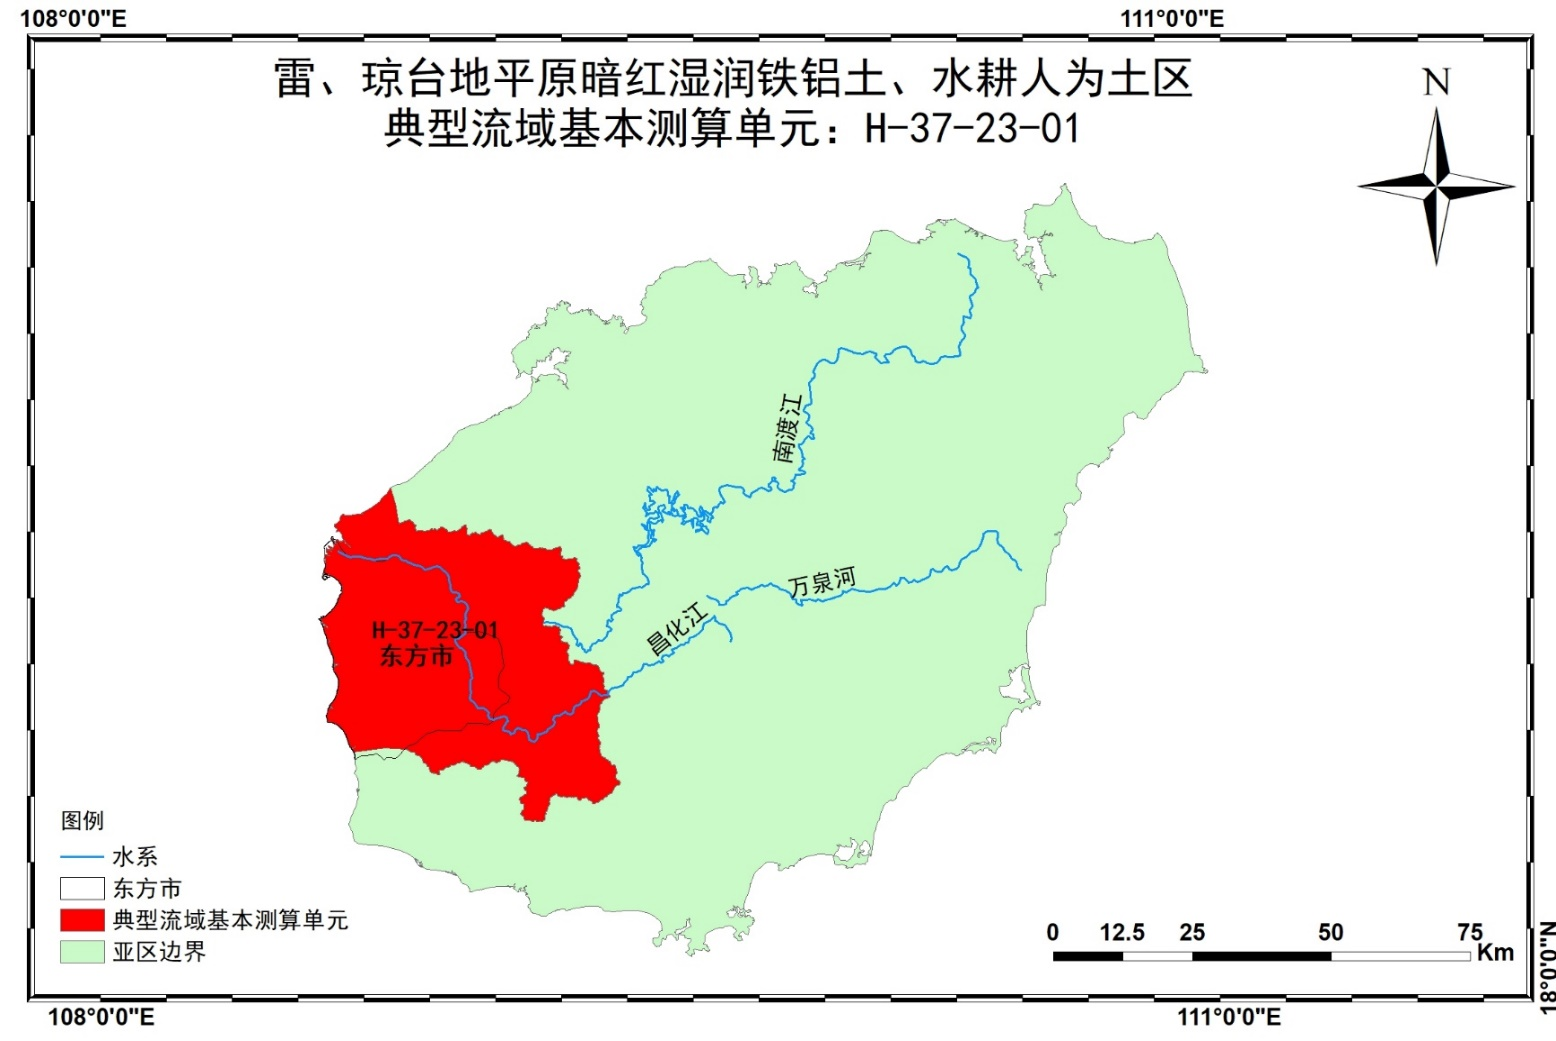 108°0'0"E
111°0'0"E
雷、琼台地平原暗红湿润铁铝土、水耕人为土区
典型流域基本测算单元：H-37-23-01
N
南渡江
万泉河
昌化江
H-37-23-01
东方市
图例
水系
东方市
典型流域基本测算单元
亚区边界
0 12.5 25 50 75
Km
18°0'0"N
108°0'0"E
111°0'0"E